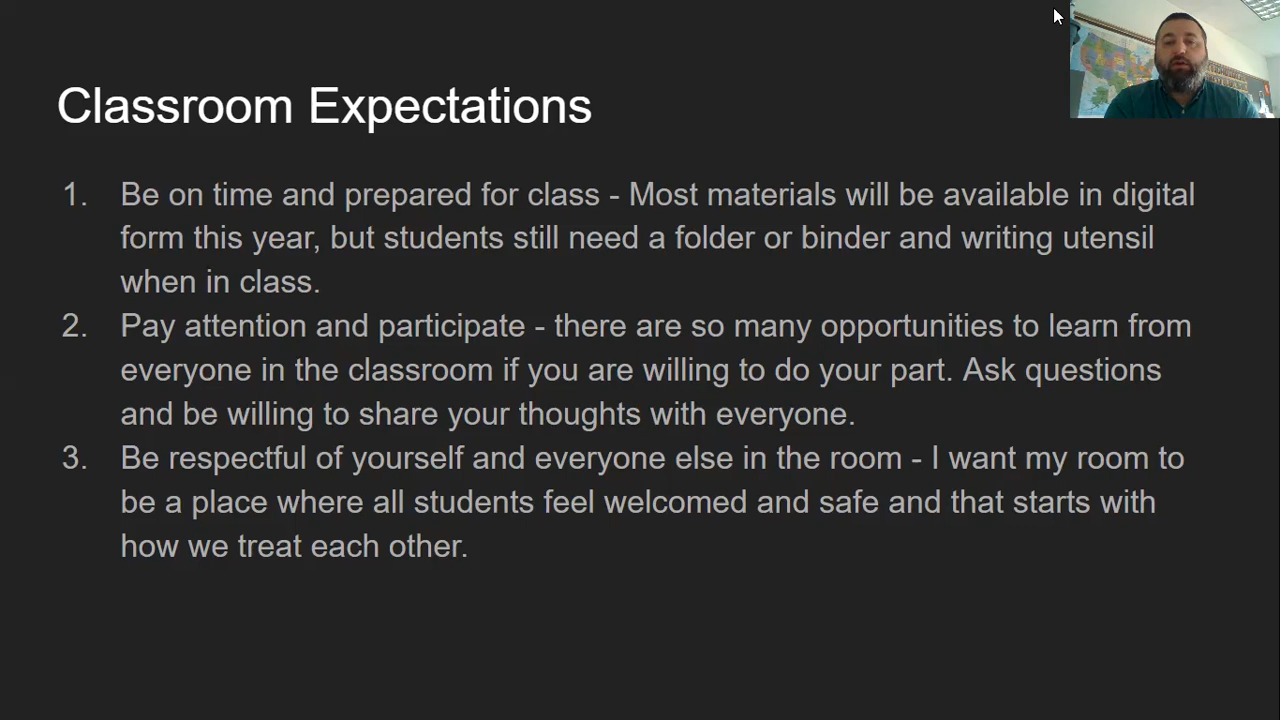 Classroom Expectations
1. Be on time and prepared for class - Most materials will be available in digital
form this year, but students still need a folder or binder and writing utensil
when in class.
2. Pay attention and participate - there are so many opportunities to learn from
everyone in the classroom if you are willing to do your part. Ask questions
and be willing to share your thoughts with everyone.
3. Be respectful of yourself and everyone else in the room - I want my room to
be a place where all students feel welcomed and safe and that starts with
how we treat each other.